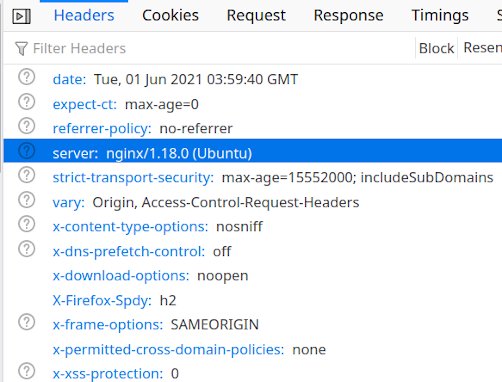 Headers Cookies Request Response Timings
Filter Headers Block
date: Tue, 01 Jun 2021 03:59:40 GMT
expect-ct: max-age=0
referrer-policy: no-referrer
server: nginx/1.18.0 (Ubuntu)
strict-transport-security: max-age=15552000; includeSubDomains
vary: Origin, Access-Control-Request-Headers
x-content-type-options: nosniff
x-dns-prefetch-control: off
x-download-options: noopen
X-Firefox-Spdy: h2
x-frame-options: SAMEORIGIN
x-permitted-cross-domain-policies: none
x-xss-protection: 0